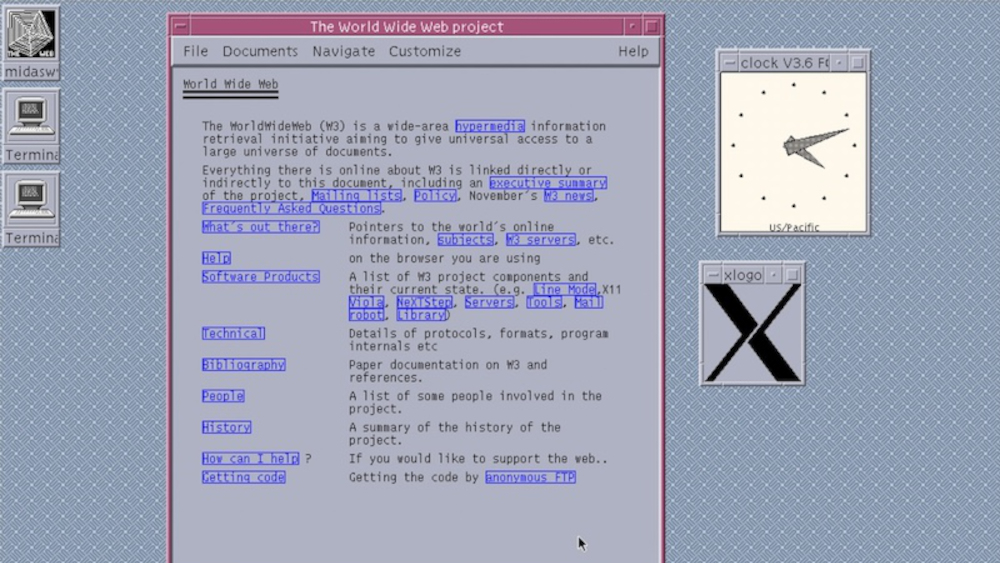 The World Wide Web project
File Documents Navigate Customize Help
World Wide Web
The WorldWideWeb (W3) is a wide-area hypermedia information
retrieval initiative aiming to give universal access to a
large universe of documents.
Everything there is online about W3 is linked directly or
indirectly to this document, including an executive summary
of the project, Mailing lists, Policy, November's W3 news,
Frequently Asked Questions.
What's out there? Pointers to the world's online
information, subjects, W3 servers, etc.
Help on the browser you are using
Software Products A list of W3 project components and
their current state. (e.g. Line Mode,X11
Viola, NeXTStep, Servers, Tools, Mail
robot, Library)
Technical Details of protocols, formats, program
internals etc
Bibliography Paper documentation on W3 and
references.
People A list of some people involved in the
project.
History A summary of the history of the
project.
How can I help ? If you would like to support the web..
Getting code Getting the code by anonymous FTP
THE WEB
midasw
Termina
Termina
clock V3.6 F
US/Pacific
xlogo